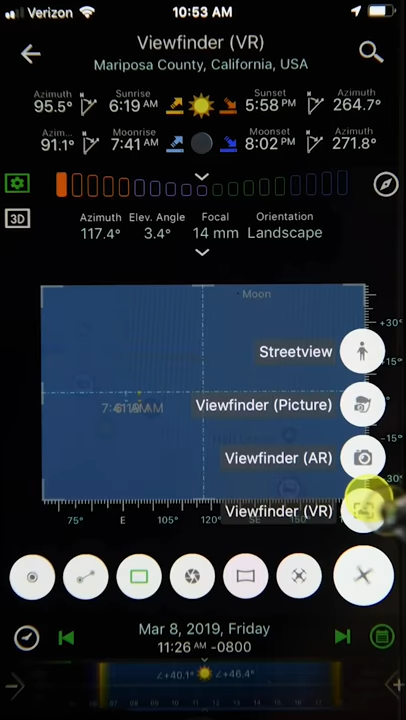 Verizon 10:53 AM
Viewfinder (VR)
Mariposa County, California, USA
Azimuth Sunrise Sunset Azimuth
95.5° 6:19 AM 5:58 PM 264.7°
Azim... Moonrise Moonset Azimuth
91.1° 7:41 AM 8:02 PM 271.8°
3D
Azimuth Elev. Angle Focal Orientation
117.4° 3.4° 14 mm Landscape
Moon
+30°
Streetview
Viewfinder (Picture)
-15°
Viewfinder (AR)
Viewfinder (VR)
75° E 105° 120° SE
Mar 8, 2019, Friday
11:26 AM -0800
∠+40.1° ∠+46.4°